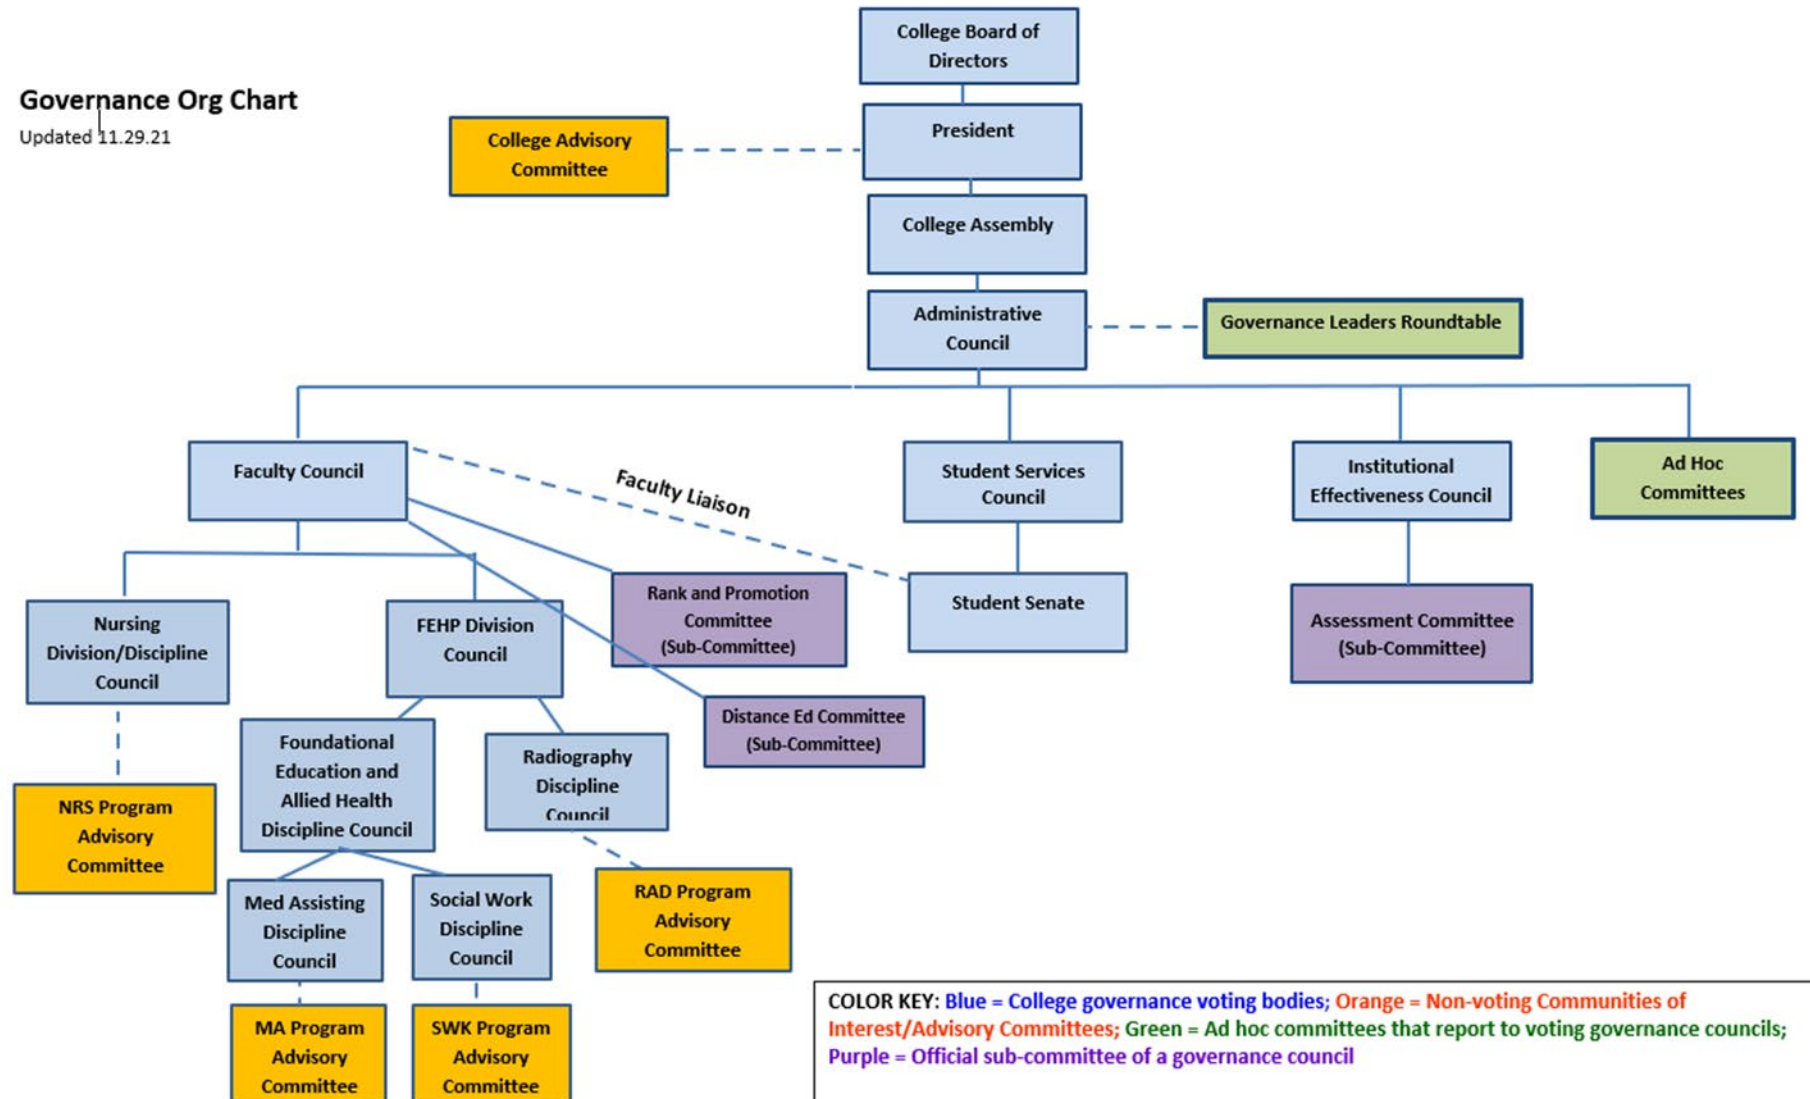 College Board of
Directors
Governance Org Chart
Updated 11.29.21
President
College Advisory
Committee
College Assembly
Administrative
Council
Governance Leaders Roundtable
Faculty Council
Faculty Liaison
Student Services
Council
Institutional
Effectiveness Council
Ad Hoc
Committees
Nursing
Division/Discipline
Council
FEHP Division
Council
Rank and Promotion
Committee
(Sub-Committee)
Student Senate
Assessment Committee
(Sub-Committee)
Distance Ed Committee
(Sub-Committee)
Foundational
Education and
Allied Health
Discipline Council
Radiography
Discipline
Council
NRS Program
Advisory
Committee
Med Assisting
Discipline
Council
Social Work
Discipline
Council
RAD Program
Advisory
Committee
MA Program
Advisory
Committee
SWK Program
Advisory
Committee
COLOR KEY: Blue = College governance voting bodies; Orange = Non-voting Communities of
Interest/Advisory Committees; Green = Ad hoc committees that report to voting governance councils;
Purple = Official sub-committee of a governance council